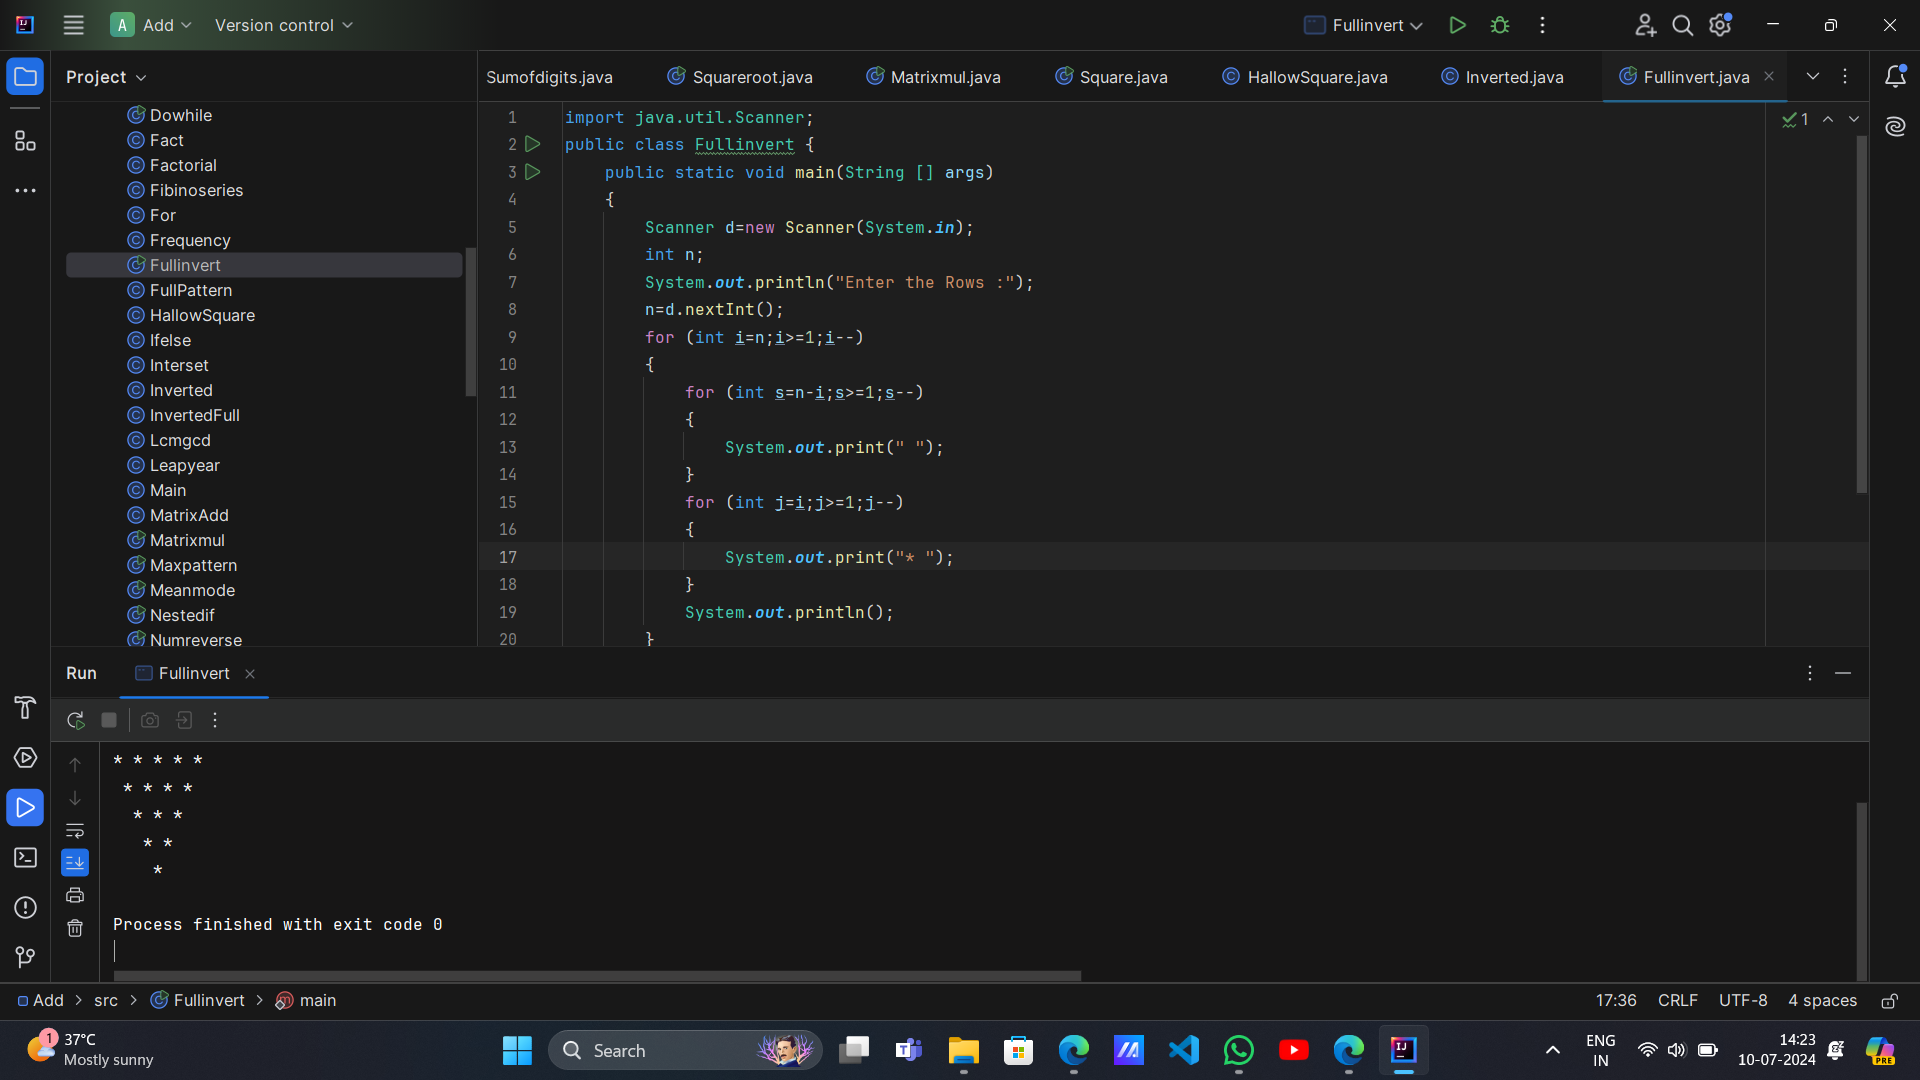 A Add Version control Fullinvert
Project
Sumofdigits.java Squareroot.java Matrixmul.java Square.java HallowSquare.java Inverted.java Fullinvert.java
Dowhile
Fact
Factorial
Fibinoseries
For
Frequency
Fullinvert
FullPattern
HallowSquare
Ifelse
Interset
Inverted
InvertedFull
Lcmgcd
Leapyear
Main
MatrixAdd
Matrixmul
Maxpattern
Meanmode
Nestedif
Numreverse
1 import java.util.Scanner;
2 public class Fullinvert {
3 public static void main(String [] args)
4 {
5 Scanner d=new Scanner(System.in);
6 int n;
7 System.out.println("Enter the Rows :");
8 n=d.nextInt();
9 for (int i=n;i>=1;i--)
10 {
11 for (int s=n-i;s>=1;s--)
12 {
13 System.out.print(" ");
14 }
15 for (int j=i;j>=1;j--)
16 {
17 System.out.print("* ");
18 }
19 System.out.println();
20 }
1
Run Fullinvert
* * * * *
* * * *
* * *
* *
*
Process finished with exit code 0
Add > src > Fullinvert > main
17:36 CRLF UTF-8 4 spaces
1
37°C
Mostly sunny
Search
ENG
IN
14:23
10-07-2024
PRE